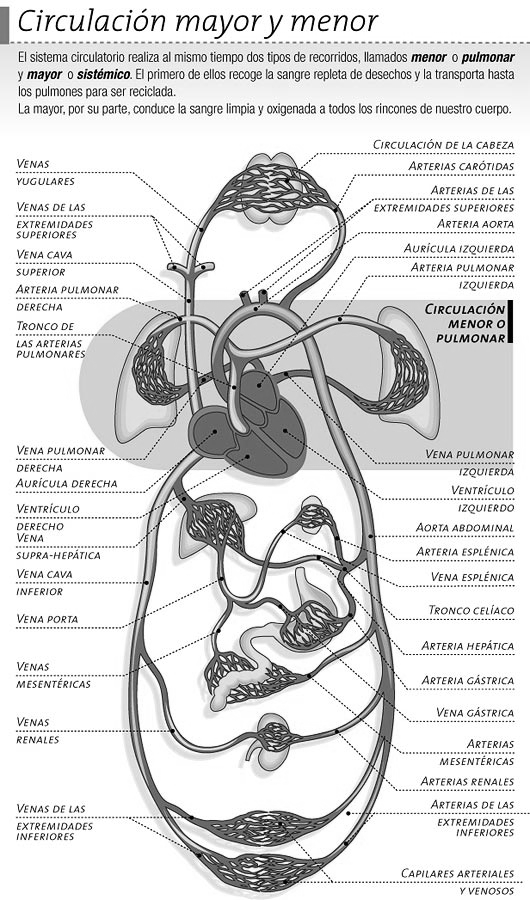 Circulación mayor y menor
El sistema circulatorio realiza al mismo tiempo dos tipos de recorridos, llamados menor o pulmonar
y mayor o sistémico. El primero de ellos recoge la sangre repleta de desechos y la transporta hasta
los pulmones para ser reciclada.
La mayor, por su parte, conduce la sangre limpia y oxigenada a todos los rincones de nuestro cuerpo.
VENAS
YUGULARES
VENAS DE LAS
EXTREMIDADES
SUPERIORES
VENA CAVA
SUPERIOR
ARTERIA PULMONAR
DERECHA
TRONCO DE
LAS ARTERIAS
PULMONARES
VENA PULMONAR
DERECHA
AURÍCULA DERECHA
VENTRÍCULO
DERECHO
VENA
SUPRA-HEPÁTICA
VENA CAVA
INFERIOR
VENA PORTA
VENAS
MESENTÉRICAS
VENAS
RENALES
VENAS DE LAS
EXTREMIDADES
INFERIORES
CIRCULACIÓN DE LA CABEZA
ARTERIAS CARÓTIDAS
ARTERIAS DE LAS
EXTREMIDADES SUPERIORES
ARTERIA AORTA
AURÍCULA IZQUIERDA
ARTERIA PULMONAR
IZQUIERDA
CIRCULACIÓN
MENOR O
PULMONAR
VENA PULMONAR
IZQUIERDA
VENTRÍCULO
IZQUIERDO
AORTA ABDOMINAL
ARTERIA ESPLÉNICA
VENA ESPLÉNICA
TRONCO CELÍACO
ARTERIA HEPÁTICA
ARTERIA GÁSTRICA
VENA GÁSTRICA
ARTERIAS
MESENTÉRICAS
ARTERIAS RENALES
ARTERIAS DE LAS
EXTREMIDADES
INFERIORES
CAPILARES ARTERIALES
Y VENOSOS